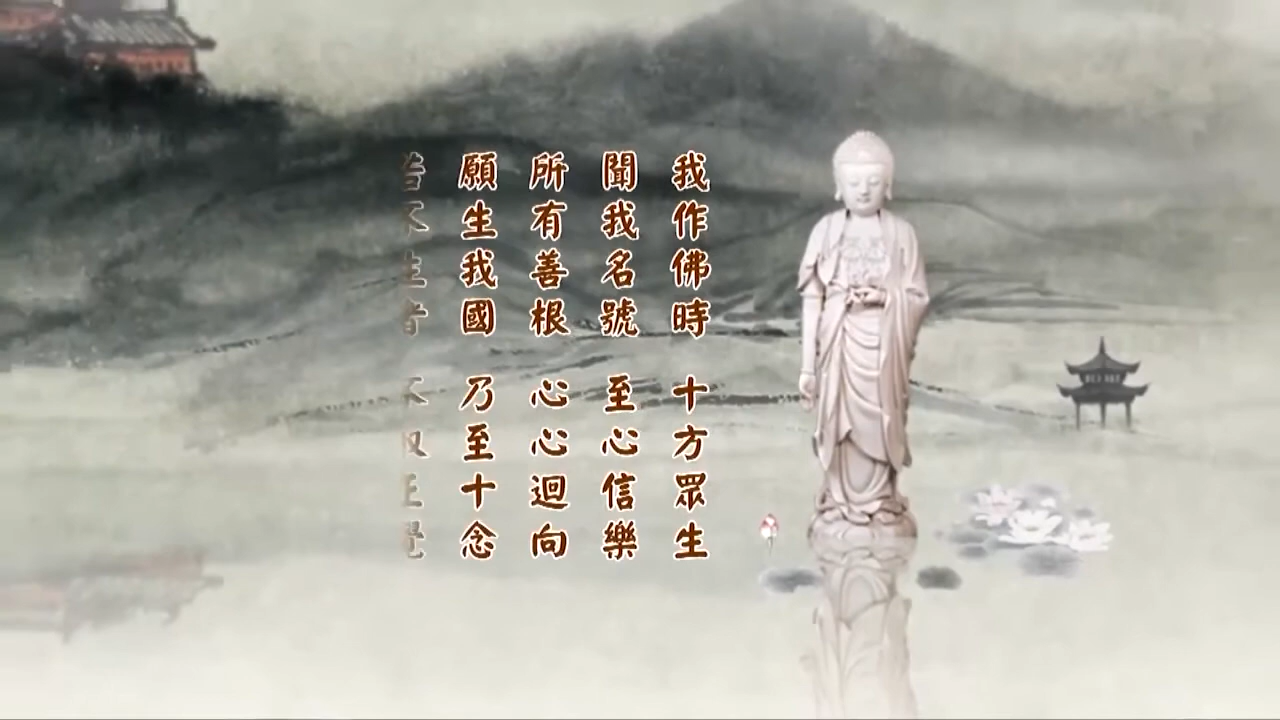 我作佛時 十方眾生
聞我名號 至心信樂
所有善根 心心迴向
願生我國 乃至十念